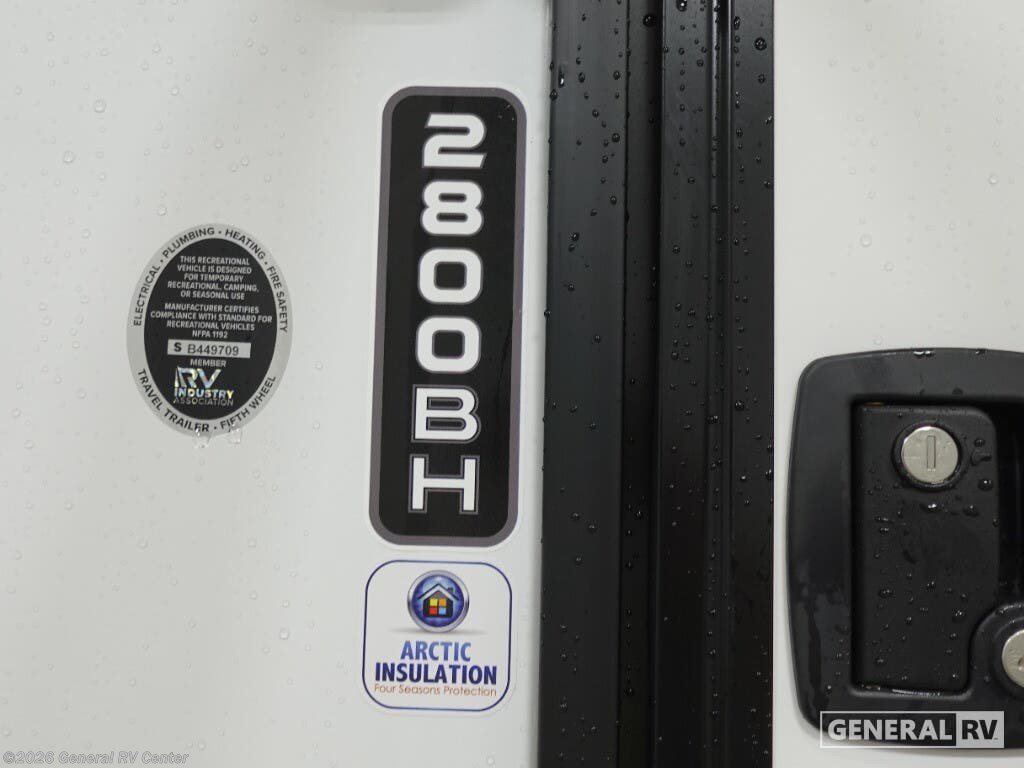 ELECTRICAL · PLUMBING · HEATING · FIRE SAFETY
THIS RECREATIONAL
VEHICLE IS DESIGNED
FOR TEMPORARY
RECREATIONAL, CAMPING,
OR SEASONAL USE
MANUFACTURER CERTIFIES
COMPLIANCE WITH STANDARD FOR
RECREATIONAL VEHICLES
NFPA 1192
S B449709
MEMBER
RV
INDUSTRY
ASSOCIATION
TRAVEL TRAILER · FIFTH WHEEL
2800BH
ARCTIC
INSULATION
Four Seasons Protection
GENERAL RV
©2026 General RV Center